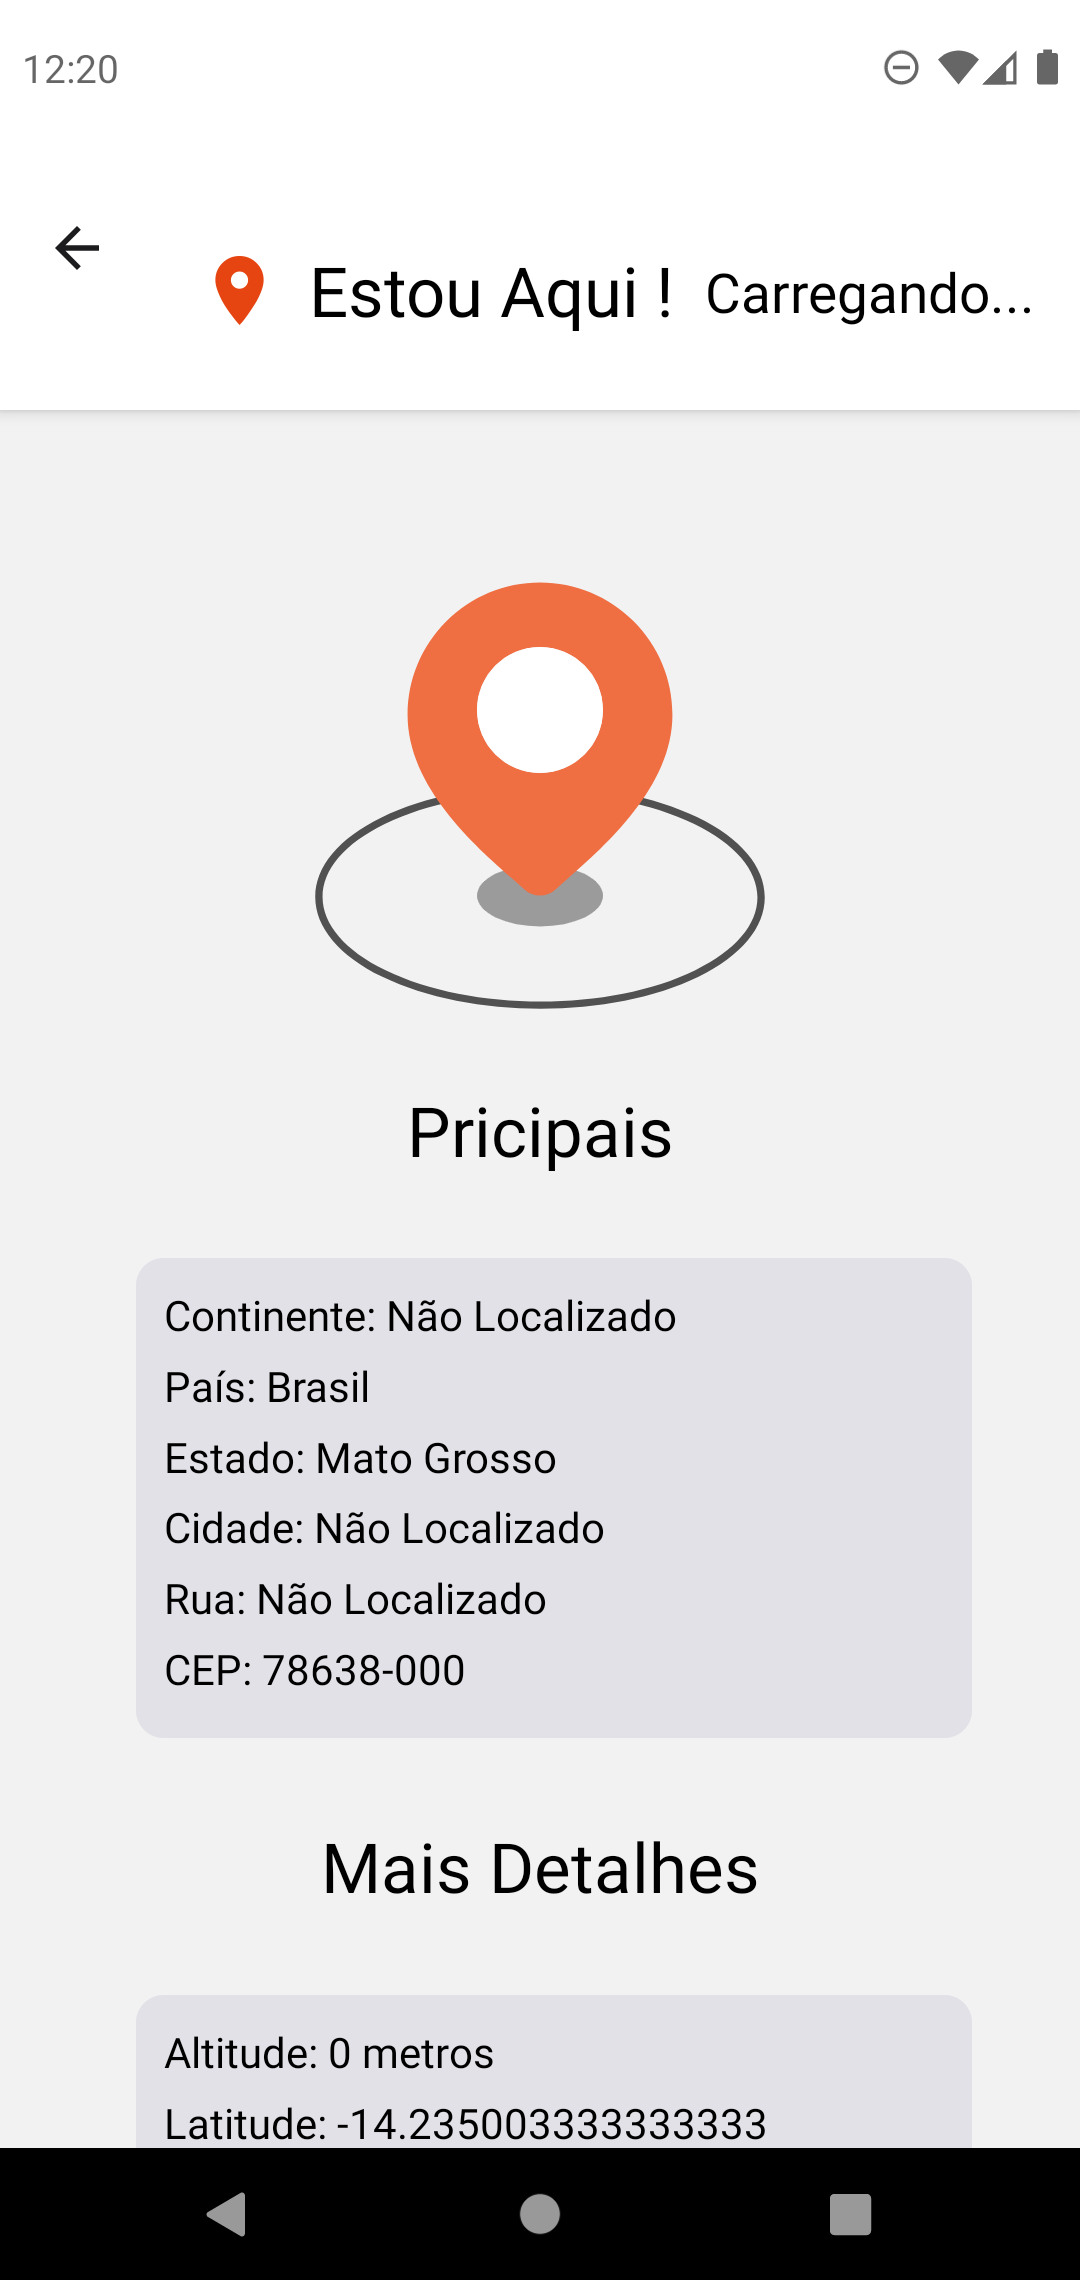 12:20
Estou Aqui ! Carregando...
Pricipais
Continente: Não Localizado
País: Brasil
Estado: Mato Grosso
Cidade: Não Localizado
Rua: Não Localizado
CEP: 78638-000
Mais Detalhes
Altitude: 0 metros
Latitude: -14.235003333333333